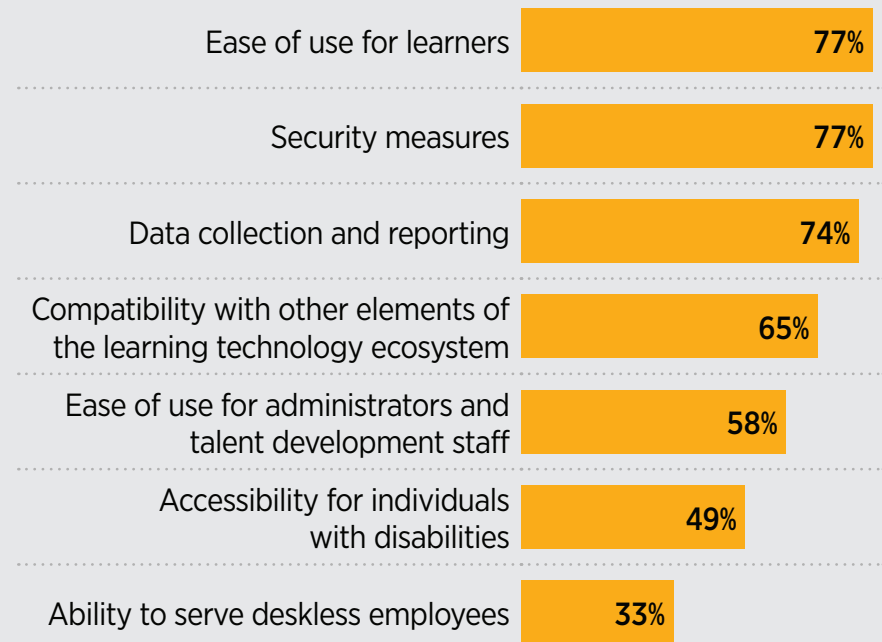 Ease of use for learners 77%
Security measures 77%
Data collection and reporting 74%
Compatibility with other elements of
the learning technology ecosystem 65%
Ease of use for administrators and
talent development staff 58%
Accessibility for individuals
with disabilities 49%
Ability to serve deskless employees 33%